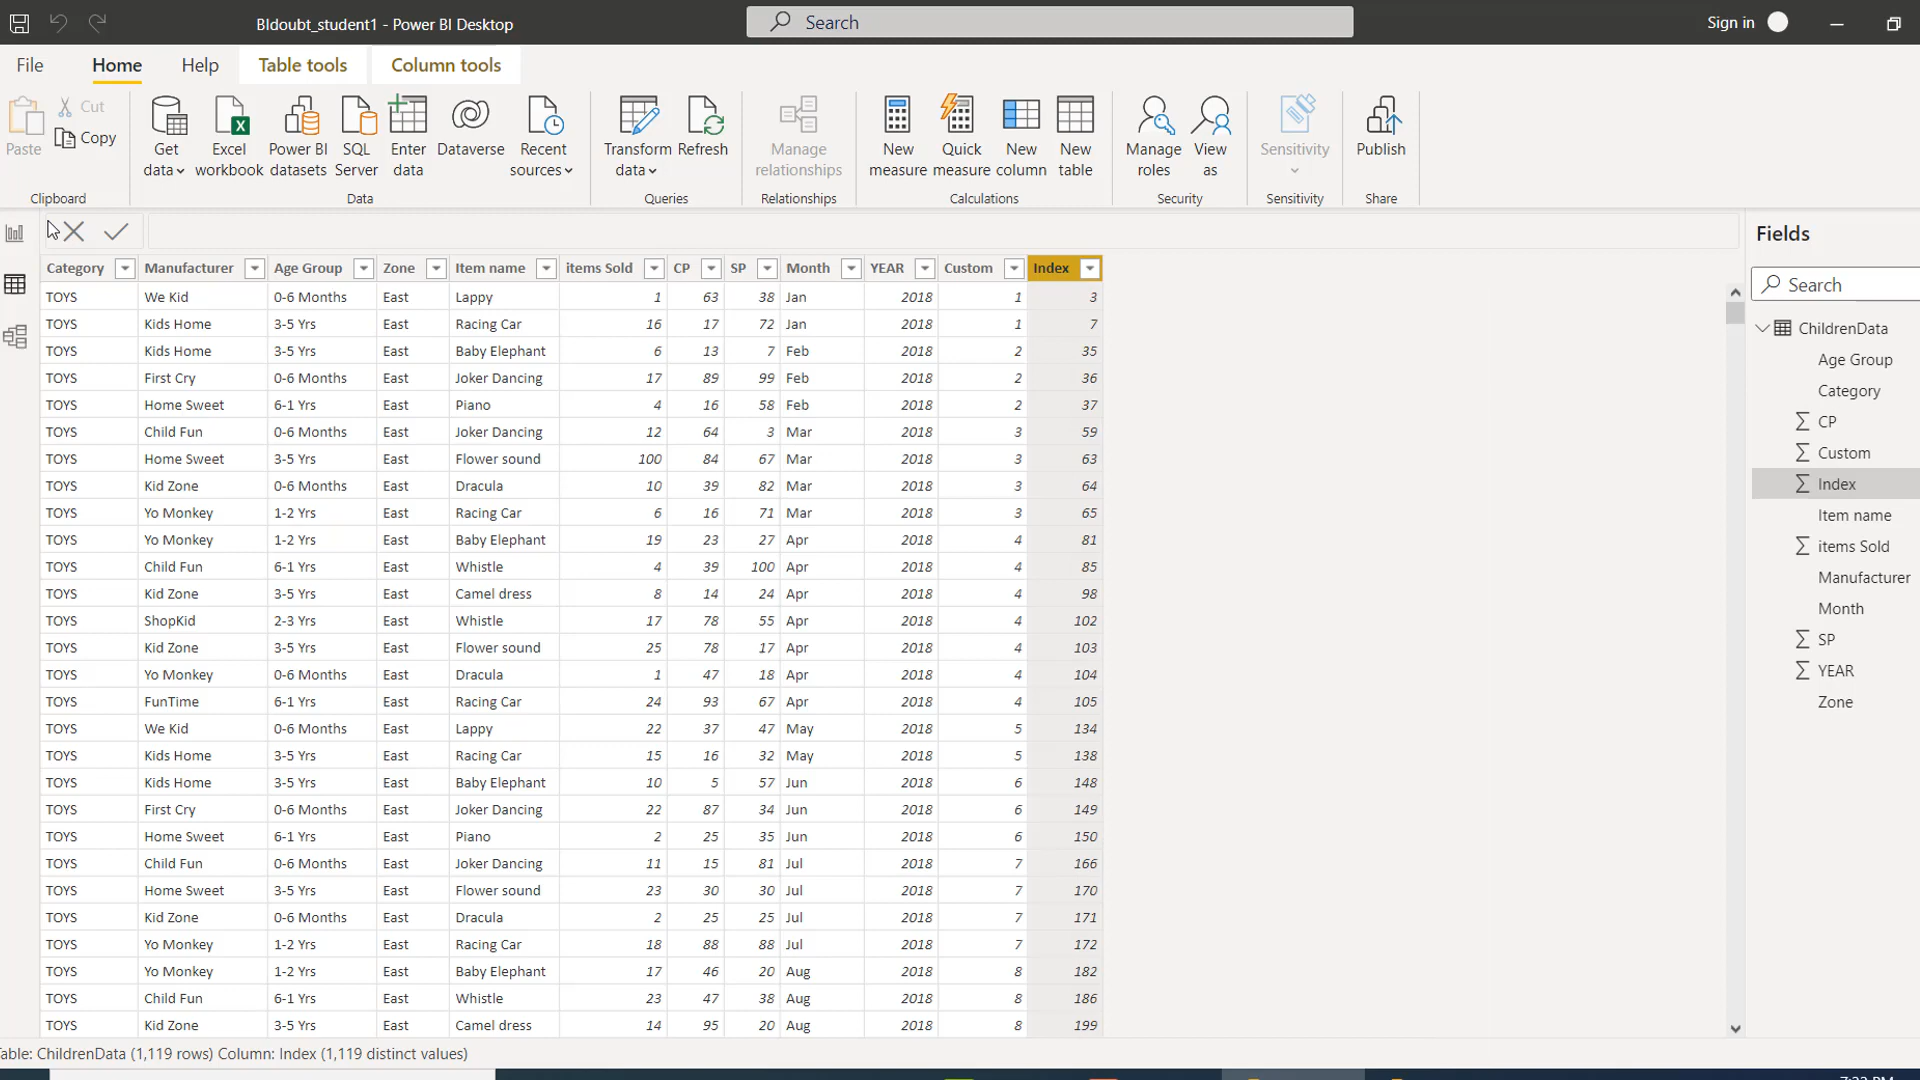 BIdoubt_student1 - Power BI Desktop
Search
Sign in
File Home Help Table tools Column tools
Paste
Cut
Copy
Clipboard
Get data
Excel workbook
Power BI datasets
SQL Server
Enter data
Dataverse
Recent sources
Data
Transform data
Refresh
Queries
Manage relationships
Relationships
New measure
Quick measure
New column
New table
Calculations
Manage roles
View as
Security
Sensitivity
Sensitivity
Publish
Share
Category Manufacturer Age Group Zone Item name items Sold CP SP Month YEAR Custom Index
TOYS We Kid 0-6 Months East Lappy 1 63 38 Jan 2018 1 3
TOYS Kids Home 3-5 Yrs East Racing Car 16 17 72 Jan 2018 1 7
TOYS Kids Home 3-5 Yrs East Baby Elephant 6 13 7 Feb 2018 2 35
TOYS First Cry 0-6 Months East Joker Dancing 17 89 99 Feb 2018 2 36
TOYS Home Sweet 6-1 Yrs East Piano 4 16 58 Feb 2018 2 37
TOYS Child Fun 0-6 Months East Joker Dancing 12 64 3 Mar 2018 3 59
TOYS Home Sweet 3-5 Yrs East Flower sound 100 84 67 Mar 2018 3 63
TOYS Kid Zone 0-6 Months East Dracula 10 39 82 Mar 2018 3 64
TOYS Yo Monkey 1-2 Yrs East Racing Car 6 16 71 Mar 2018 3 65
TOYS Yo Monkey 1-2 Yrs East Baby Elephant 19 23 27 Apr 2018 4 81
TOYS Child Fun 6-1 Yrs East Whistle 4 39 100 Apr 2018 4 85
TOYS Kid Zone 3-5 Yrs East Camel dress 8 14 24 Apr 2018 4 98
TOYS ShopKid 2-3 Yrs East Whistle 17 78 55 Apr 2018 4 102
TOYS Kid Zone 3-5 Yrs East Flower sound 25 78 17 Apr 2018 4 103
TOYS Yo Monkey 0-6 Months East Dracula 1 47 18 Apr 2018 4 104
TOYS FunTime 6-1 Yrs East Racing Car 24 93 67 Apr 2018 4 105
TOYS We Kid 0-6 Months East Lappy 22 37 47 May 2018 5 134
TOYS Kids Home 3-5 Yrs East Racing Car 15 16 32 May 2018 5 138
TOYS Kids Home 3-5 Yrs East Baby Elephant 10 5 57 Jun 2018 6 148
TOYS First Cry 0-6 Months East Joker Dancing 22 87 34 Jun 2018 6 149
TOYS Home Sweet 6-1 Yrs East Piano 2 25 35 Jun 2018 6 150
TOYS Child Fun 0-6 Months East Joker Dancing 11 15 81 Jul 2018 7 166
TOYS Home Sweet 3-5 Yrs East Flower sound 23 30 30 Jul 2018 7 170
TOYS Kid Zone 0-6 Months East Dracula 2 25 25 Jul 2018 7 171
TOYS Yo Monkey 1-2 Yrs East Racing Car 18 88 88 Jul 2018 7 172
TOYS Yo Monkey 1-2 Yrs East Baby Elephant 17 46 20 Aug 2018 8 182
TOYS Child Fun 6-1 Yrs East Whistle 23 47 38 Aug 2018 8 186
TOYS Kid Zone 3-5 Yrs East Camel dress 14 95 20 Aug 2018 8 199
Fields
Search
ChildrenData
Age Group
Category
CP
Custom
Index
Item name
items Sold
Manufacturer
Month
SP
YEAR
Zone
able: ChildrenData (1,119 rows) Column: Index (1,119 distinct values)